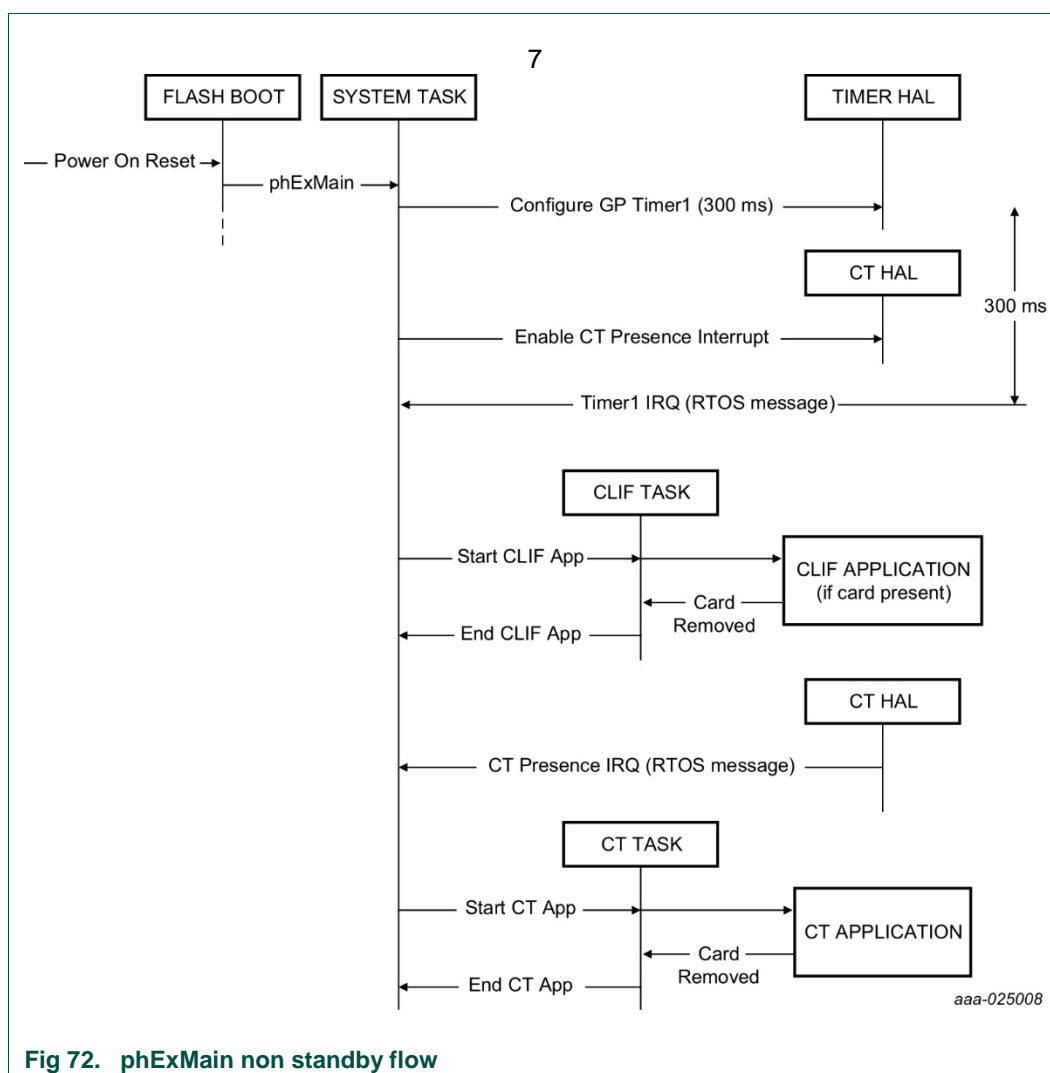 7
FLASH BOOT
SYSTEM TASK
TIMER HAL
Power On Reset
phExMain
Configure GP Timer1 (300 ms)
CT HAL
300 ms
Enable CT Presence Interrupt
Timer1 IRQ (RTOS message)
CLIF TASK
Start CLIF App
CLIF APPLICATION
(if card present)
Card
Removed
End CLIF App
CT HAL
CT Presence IRQ (RTOS message)
CT TASK
Start CT App
CT APPLICATION
Card
Removed
End CT App
aaa-025008
Fig 72. phExMain non standby flow